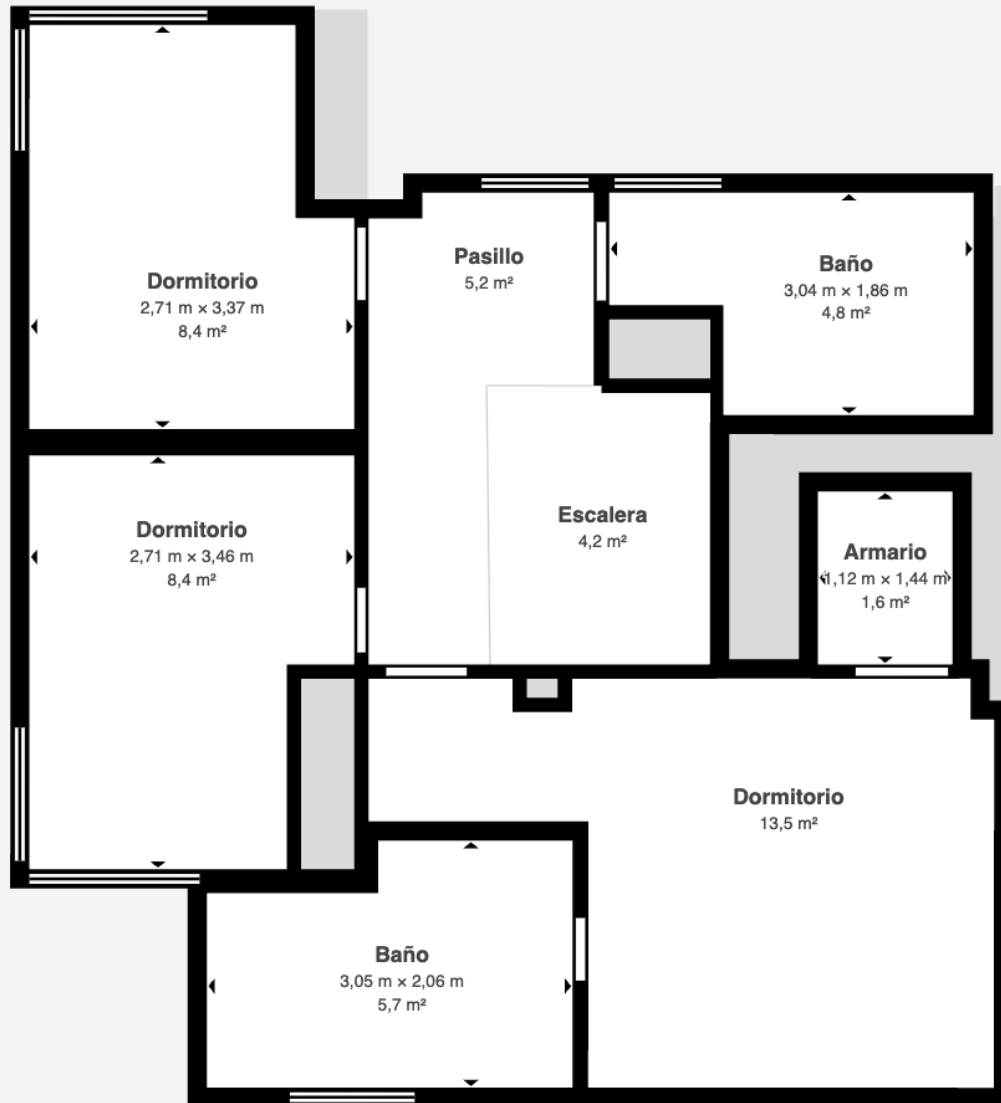 Dormitorio
2,71 m × 3,37 m
8,4 m²
Pasillo
5,2 m²
Baño
3,04 m × 1,86 m
4,8 m²
Dormitorio
2,71 m × 3,46 m
8,4 m²
Escalera
4,2 m²
Armario
1,12 m × 1,44 m
1,6 m²
Dormitorio
13,5 m²
Baño
3,05 m × 2,06 m
5,7 m²